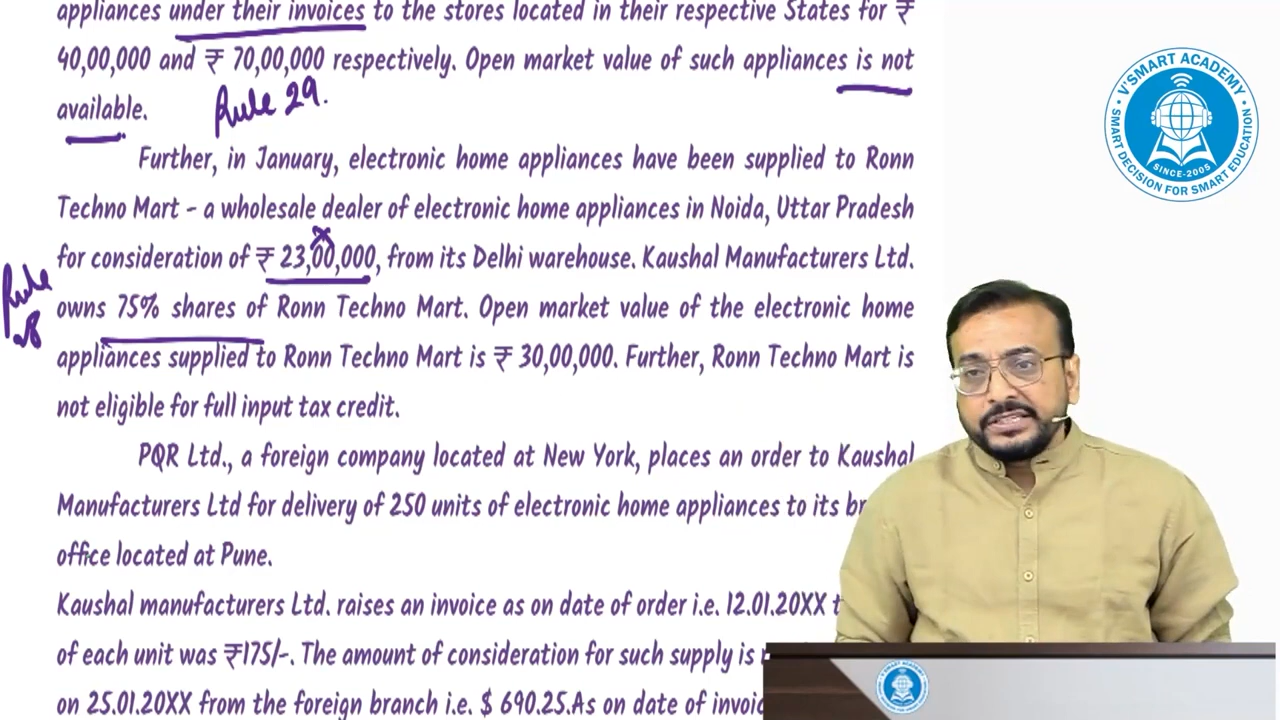 appliances under their invoices to the stores located in their respective States for ₹
40,00,000 and ₹ 70,00,000 respectively. Open market value of such appliances is not
available.
Rule 29.
Further, in January, electronic home appliances have been supplied to Ronn
Techno Mart - a wholesale dealer of electronic home appliances in Noida, Uttar Pradesh
for consideration of ₹ 23,00,000, from its Delhi warehouse. Kaushal Manufacturers Ltd.
Rule
28
owns 75% shares of Ronn Techno Mart. Open market value of the electronic home
appliances supplied to Ronn Techno Mart is ₹ 30,00,000. Further, Ronn Techno Mart is
not eligible for full input tax credit.
PQR Ltd., a foreign company located at New York, places an order to Kaushal
Manufacturers Ltd for delivery of 250 units of electronic home appliances to its
office located at Pune.
Kaushal manufacturers Ltd. raises an invoice as on date of order i.e. 12.01.20XX
of each unit was ₹175/-. The amount of consideration for such supply is
on 25.01.20XX from the foreign branch i.e. $ 690.25.As on date of
V'SMART ACADEMY
SINCE-2005
SMART DECISION FOR SMART EDUCATION